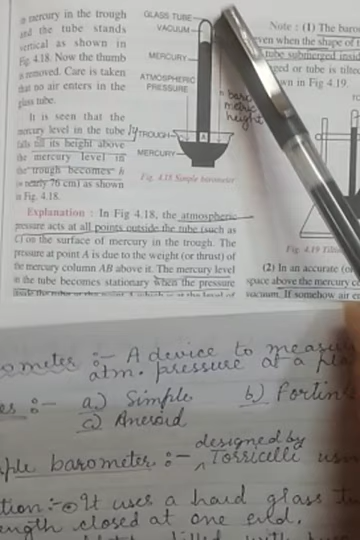 n mercury in the trough
and the tube stands
vertical as shown in
Fig. 4.18. Now the thumb
is removed. Care is taken
that no air enters in the
glass tube.
It is seen that the
mercury level in the tube
falls till its height above
the mercury level in
the trough becomes h
(= nearly 76 cm) as shown
in Fig. 4.18.
GLASS TUBE
VACUUM
MERCURY
ATMOSPHERIC
PRESSURE
TROUGH
MERCURY
A
metric
height
Fig. 4.18 Simple barometer
Explanation : In Fig 4.18, the atmospheric
pressure acts at all points outside the tube (such as
C) on the surface of mercury in the trough. The
pressure at point A is due to the weight (or thrust) of
the mercury column AB above it. The mercury level
in the tube becomes stationary when the pressure
Note : (1) The baro
even when the shape of
tube submerged insid
ged or tube is tilte
wn in Fig 4.19.
Fig. 4.19 Tilt
(2) In an accurate (o
space above the mercury c
vacuum. If somehow air e
ometer :- A device to measu
atm. pressure at a pla
es :- a) Simple b) Fortin
c) Aneroid
ple barometer :- designed by Torricelli usin
tion :- It uses a hard glass tu
ength closed at one end.